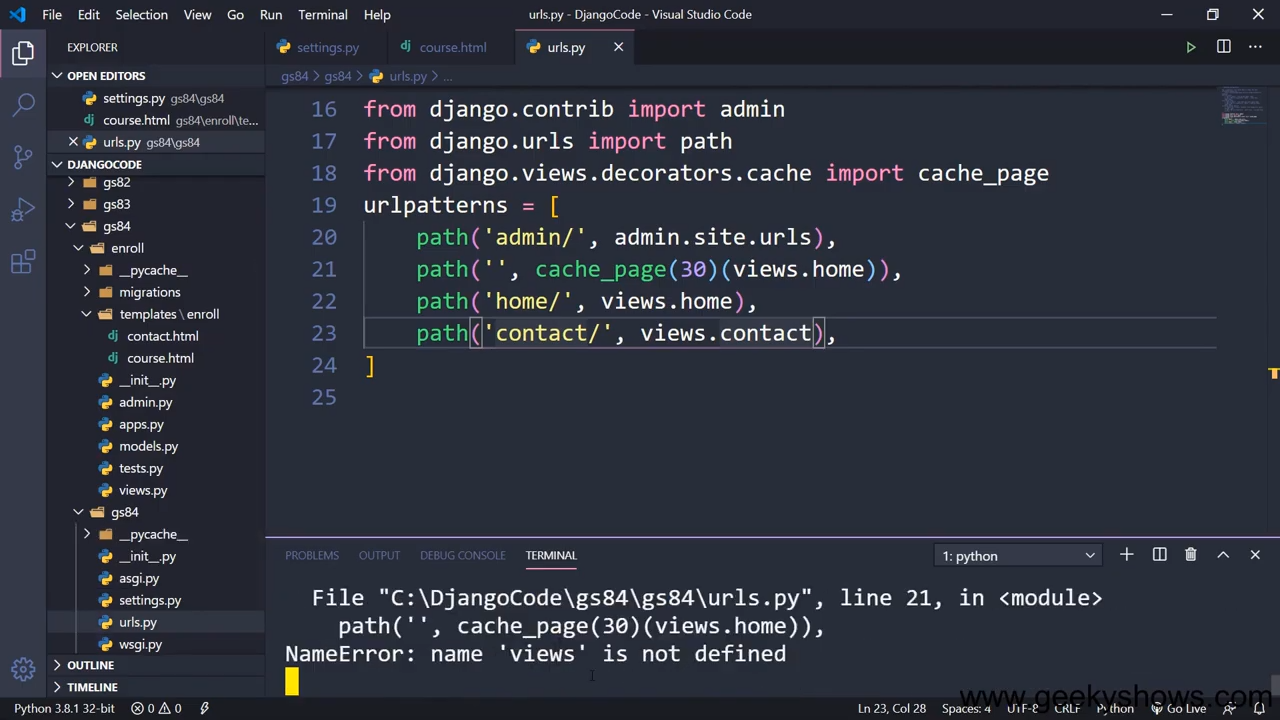 File Edit Selection View Go Run Terminal Help
urls.py - DjangoCode - Visual Studio Code
EXPLORER
OPEN EDITORS
settings.py gs84\gs84
course.html gs84\enroll\te...
urls.py gs84\gs84
DJANGOCODE
gs82
gs83
gs84
enroll
__pycache__
migrations
templates \ enroll
contact.html
course.html
__init__.py
admin.py
apps.py
models.py
tests.py
views.py
gs84
__pycache__
__init__.py
asgi.py
settings.py
urls.py
wsgi.py
OUTLINE
TIMELINE
settings.py course.html urls.py
gs84 > gs84 > urls.py > ...
16 from django.contrib import admin
17 from django.urls import path
18 from django.views.decorators.cache import cache_page
19 urlpatterns = [
20 path('admin/', admin.site.urls),
21 path('', cache_page(30)(views.home)),
22 path('home/', views.home),
23 path('contact/', views.contact),
24 ]
25
PROBLEMS OUTPUT DEBUG CONSOLE TERMINAL 1: python
File "C:\DjangoCode\gs84\gs84\urls.py", line 21, in <module>
path('', cache_page(30)(views.home)),
NameError: name 'views' is not defined
www.geekyshows.com
Python 3.8.1 32-bit 0 0 Ln 23, Col 28 Spaces: 4 UTF-8 CRLF Python Go Live